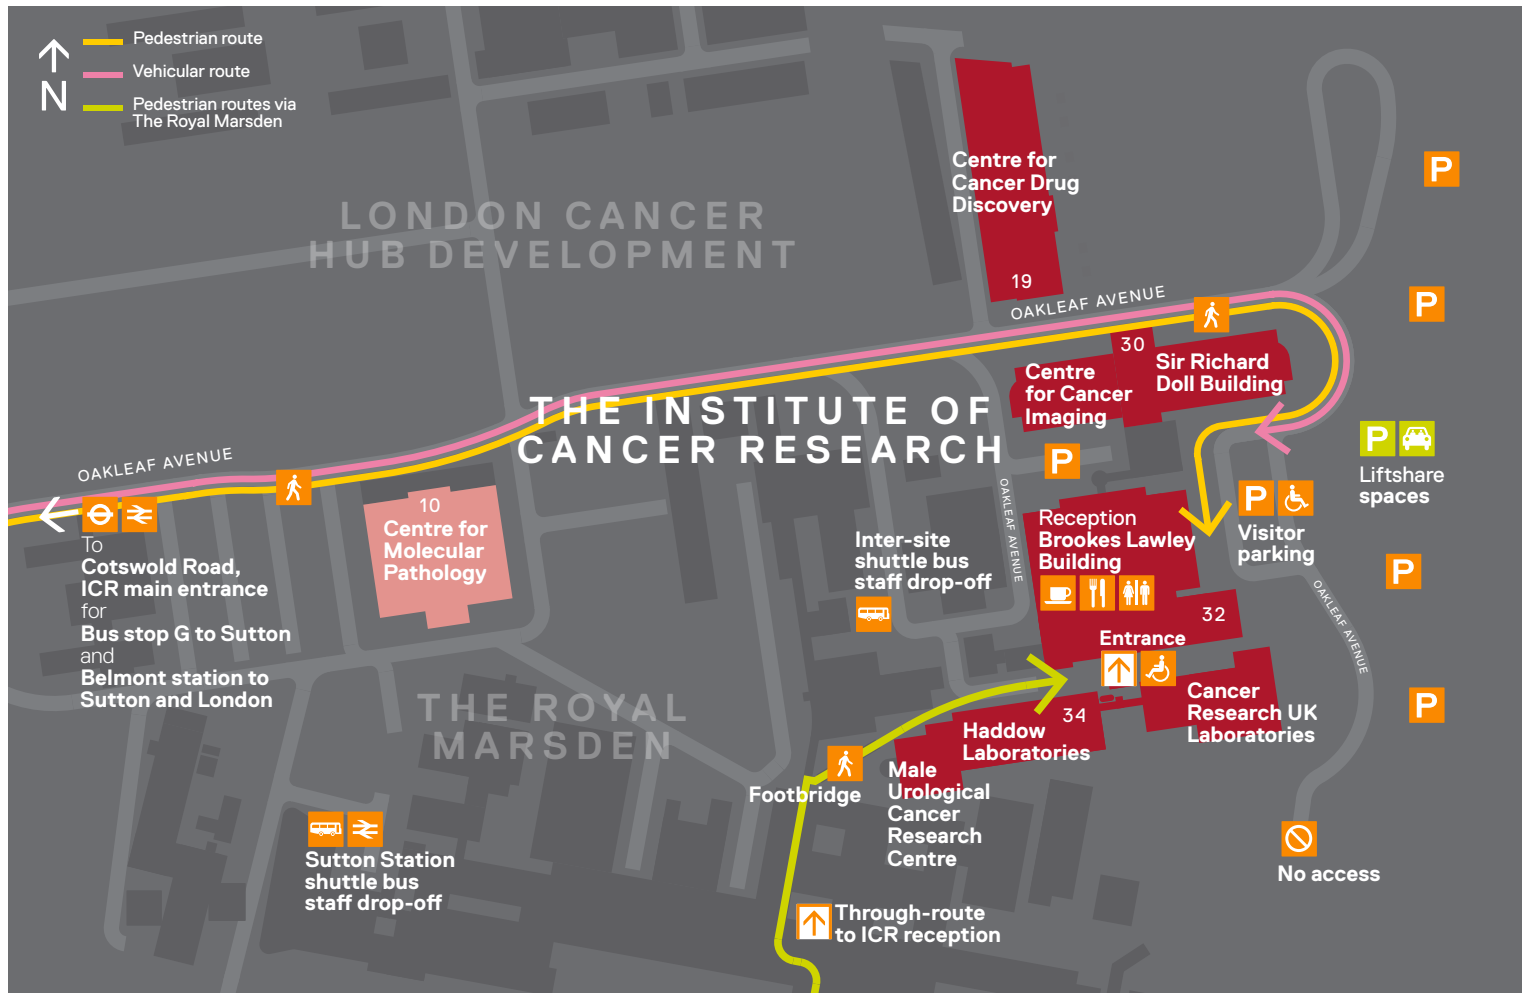 Pedestrian route
Vehicular route
Pedestrian routes via
The Royal Marsden
N
LONDON CANCER
HUB DEVELOPMENT
Centre for
Cancer Drug
Discovery
19
P
P
OAKLEAF AVENUE
30
Sir Richard
Doll Building
Centre
for Cancer
Imaging
THE INSTITUTE OF
CANCER RESEARCH
P
P
Liftshare
spaces
OAKLEAF AVENUE
10
Centre for
Molecular
Pathology
To
Cotswold Road,
ICR main entrance
for
Bus stop G to Sutton
and
Belmont station to
Sutton and London
OAKLEAF AVENUE
Reception
Brookes Lawley
Building
32
P
Visitor
parking
P
OAKLEAF AVENUE
Inter-site
shuttle bus
staff drop-off
Entrance
THE ROYAL
MARSDEN
Cancer
Research UK
Laboratories
P
34
Haddow
Laboratories
Male
Urological
Cancer
Research
Centre
Footbridge
Sutton Station
shuttle bus
staff drop-off
No access
Through-route
to ICR reception